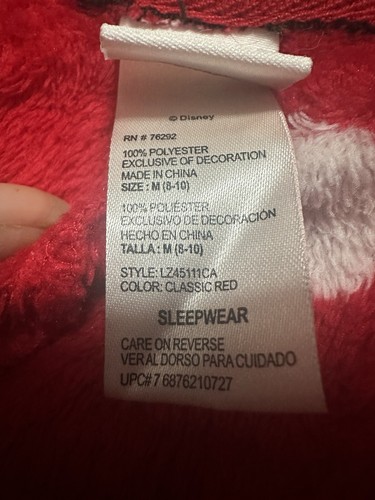 © Disney
RN # 76292
100% POLYESTER
EXCLUSIVE OF DECORATION
MADE IN CHINA
SIZE : M (8-10)
100% POLIÉSTER
EXCLUSIVO DE DECORACIÓN
HECHO EN CHINA
TALLA : M (8-10)
STYLE: LZ45111CA
COLOR: CLASSIC RED
SLEEPWEAR
CARE ON REVERSE
VER AL DORSO PARA CUIDADO
UPC# 7 6876210727